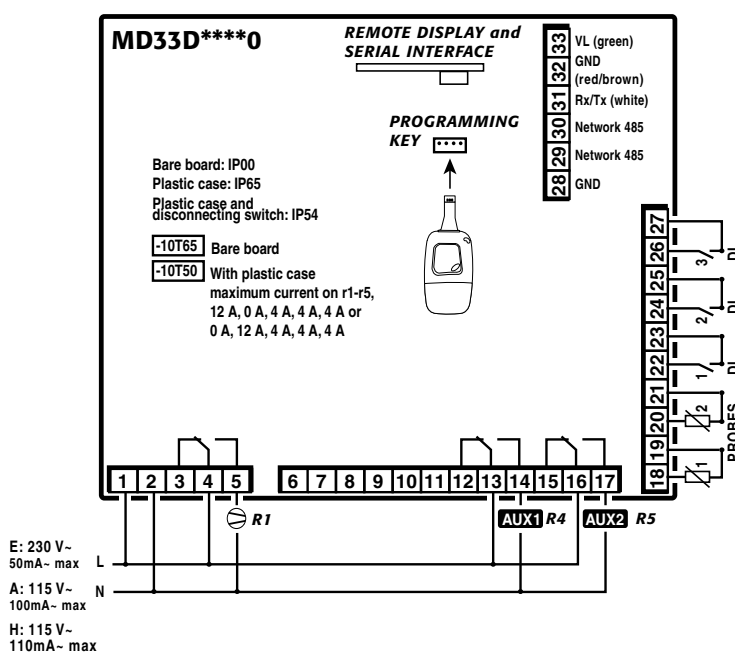 MD33D****0
REMOTE DISPLAY and
SERIAL INTERFACE
PROGRAMMING
KEY
33 VL (green)
32 GND
(red/brown)
31 Rx/Tx (white)
30 Network 485
29 Network 485
28 GND
Bare board: IP00
Plastic case: IP65
Plastic case and
disconnecting switch: IP54
-10T65 Bare board
-10T50 With plastic case
maximum current on r1-r5,
12 A, 0 A, 4 A, 4 A, 4 A or
0 A, 12 A, 4 A, 4 A, 4 A
27
26
25
24
23
22
21
20
19
18
3 DI
2 DI
1 DI
2
1
PROBES
1 2 3 4 5
6 7 8 9 10 11 12 13 14 15 16 17
R1
AUX1 R4
AUX2 R5
E: 230 V~
50mA~ max
L
A: 115 V~
100mA~ max
N
H: 115 V~
110mA~ max